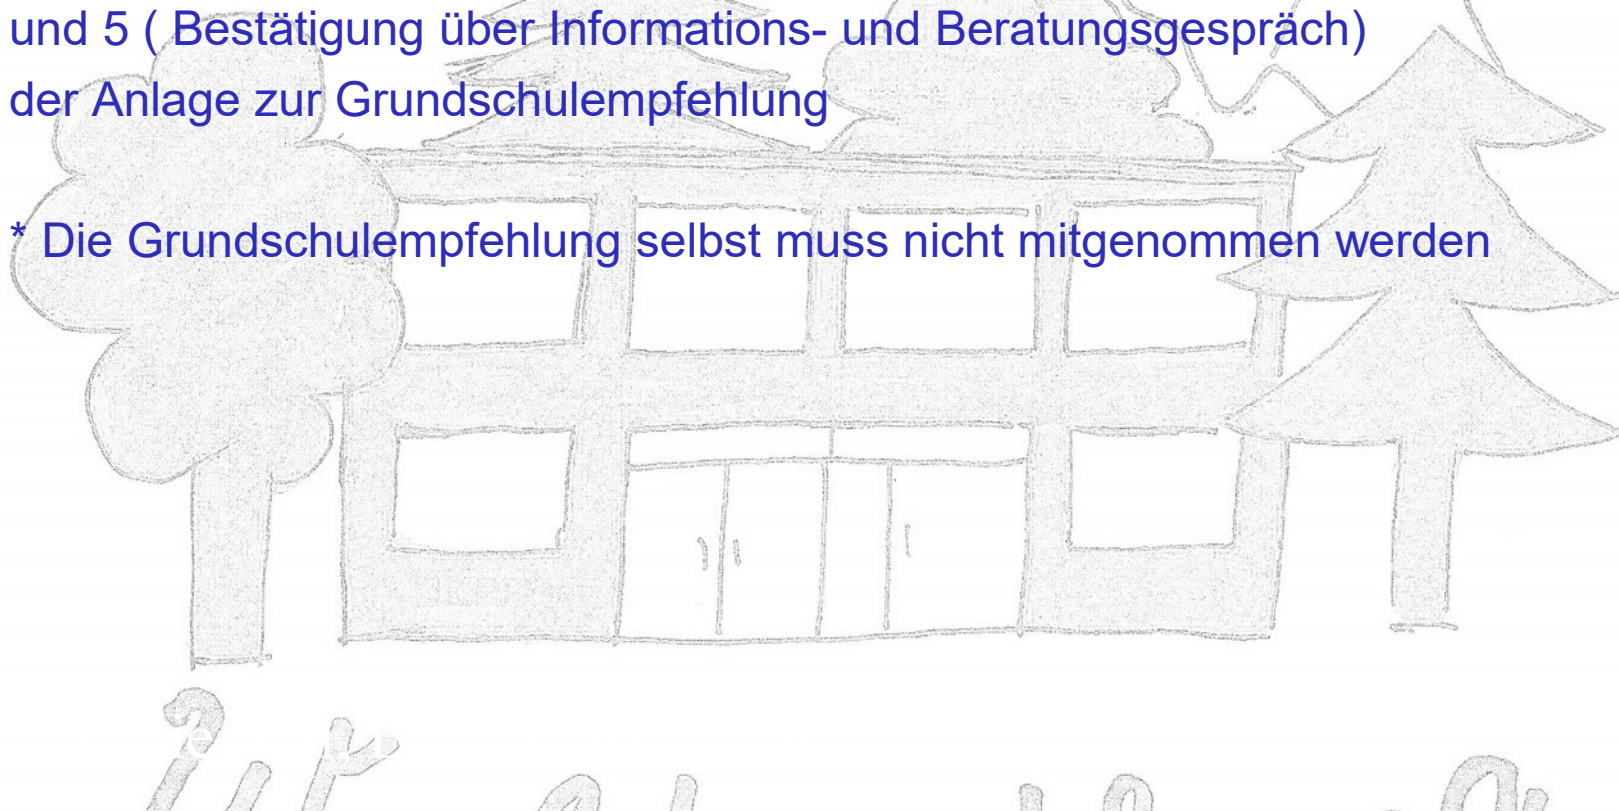 und 5 ( Bestätigung über Informations- und Beratungsgespräch)
der Anlage zur Grundschulempfehlung
* Die Grundschulempfehlung selbst muss nicht mitgenommen werden